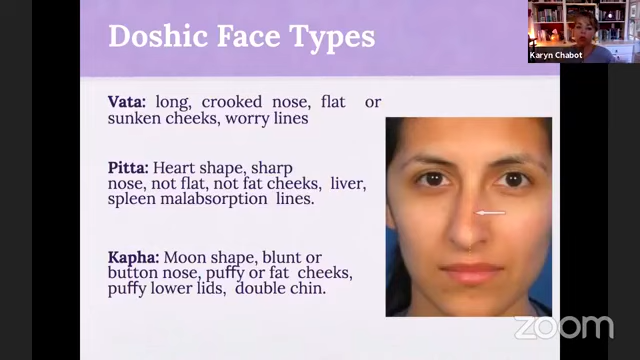 Doshic Face Types
Karyn Chabot
Vata: long, crooked nose, flat or
sunken cheeks, worry lines
Pitta: Heart shape, sharp
nose, not flat, not fat cheeks, liver,
spleen malabsorption lines.
Kapha: Moon shape, blunt or
button nose, puffy or fat cheeks,
puffy lower lids, double chin.
zoom